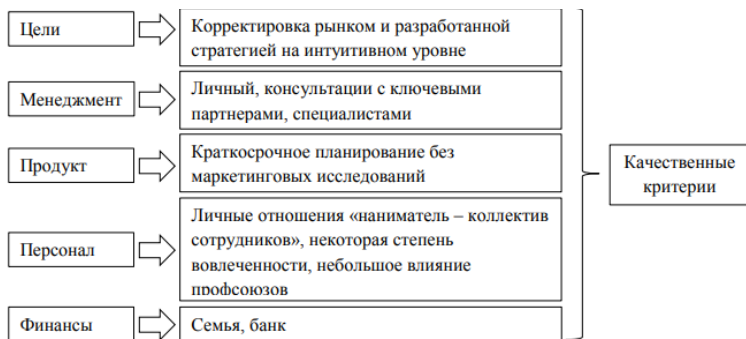 Цели
Корректировка рынком и разработанной
стратегией на интуитивном уровне
Менеджмент
Личный, консультации с ключевыми
партнерами, специалистами
Продукт
Краткосрочное планирование без
маркетинговых исследований
Персонал
Личные отношения «наниматель – коллектив
сотрудников», некоторая степень
вовлеченности, небольшое влияние
профсоюзов
Финансы
Семья, банк
Качественные
критерии